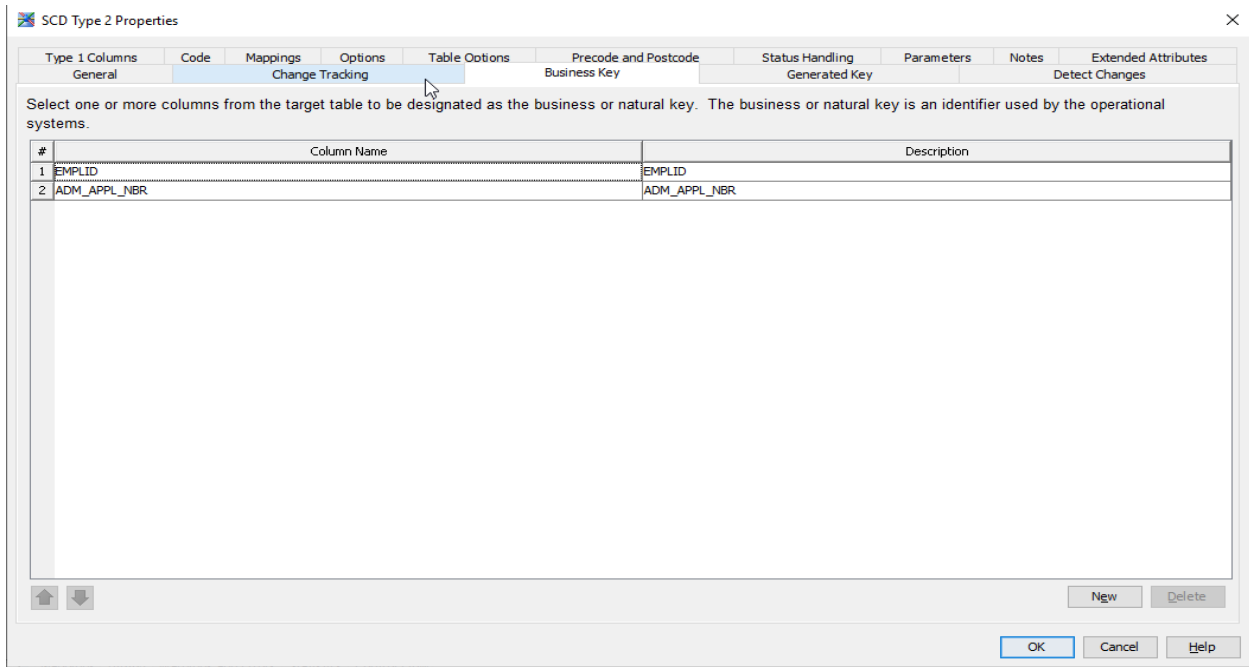 SCD Type 2 Properties
Type 1 Columns Code Mappings Options Table Options Precode and Postcode Status Handling Parameters Notes Extended Attributes
General Change Tracking Business Key Generated Key Detect Changes
Select one or more columns from the target table to be designated as the business or natural key. The business or natural key is an identifier used by the operational
systems.
# Column Name Description
1 EMPLID EMPLID
2 ADM_APPL_NBR ADM_APPL_NBR
New Delete
OK Cancel Help